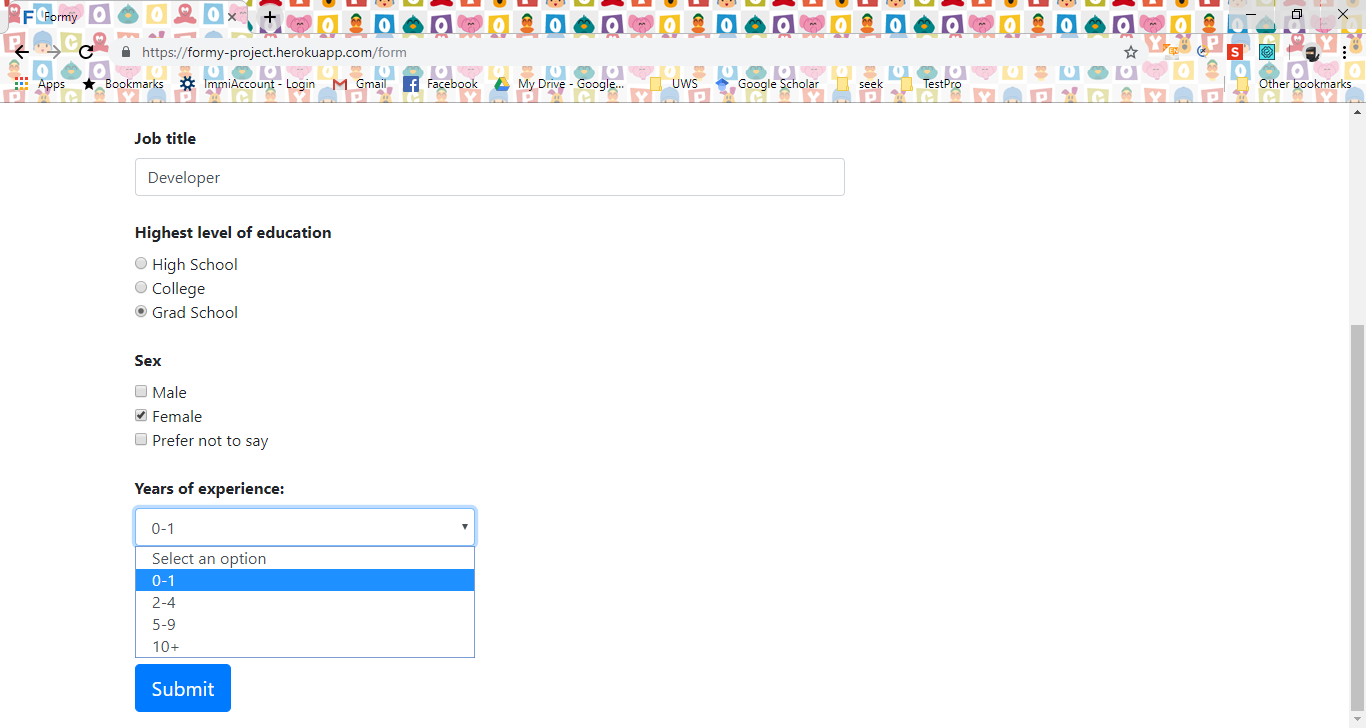 Formy
https://formy-project.herokuapp.com/form
Apps Bookmarks ImmiAccount - Login Gmail Facebook My Drive - Google... UWS Google Scholar seek TestPro Other bookmarks
Job title
Developer
Highest level of education
High School
College
Grad School
Sex
Male
Female
Prefer not to say
Years of experience:
0-1
Select an option
0-1
2-4
5-9
10+
Submit